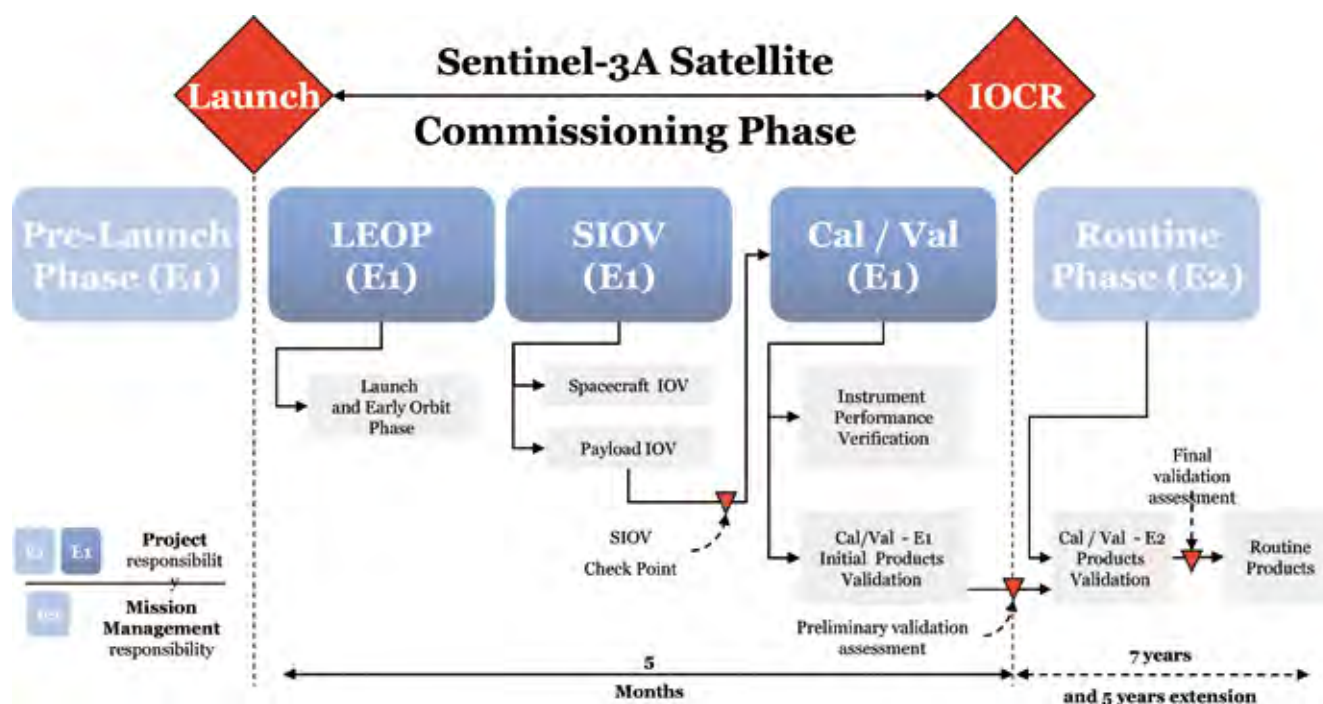 Sentinel-3A Satellite
Launch
IOCR
Commissioning Phase
Pre-Launch
Phase (E1)
LEOP
(E1)
SIOV
(E1)
Cal / Val
(E1)
Routine
Phase (E2)
Launch
and Early Orbit
Phase
Spacecraft IOV
Payload IOV
Instrument
Performance
Verification
Final
validation
assessment
SIOV
Check Point
Cal/Val - E1
Initial Products
Validation
Cal / Val - E2
Products
Validation
Routine
Products
Preliminary validation
assessment
E1
Project
responsibilit
y
Mission
Management
responsibility
5
Months
7 years
and 5 years extension